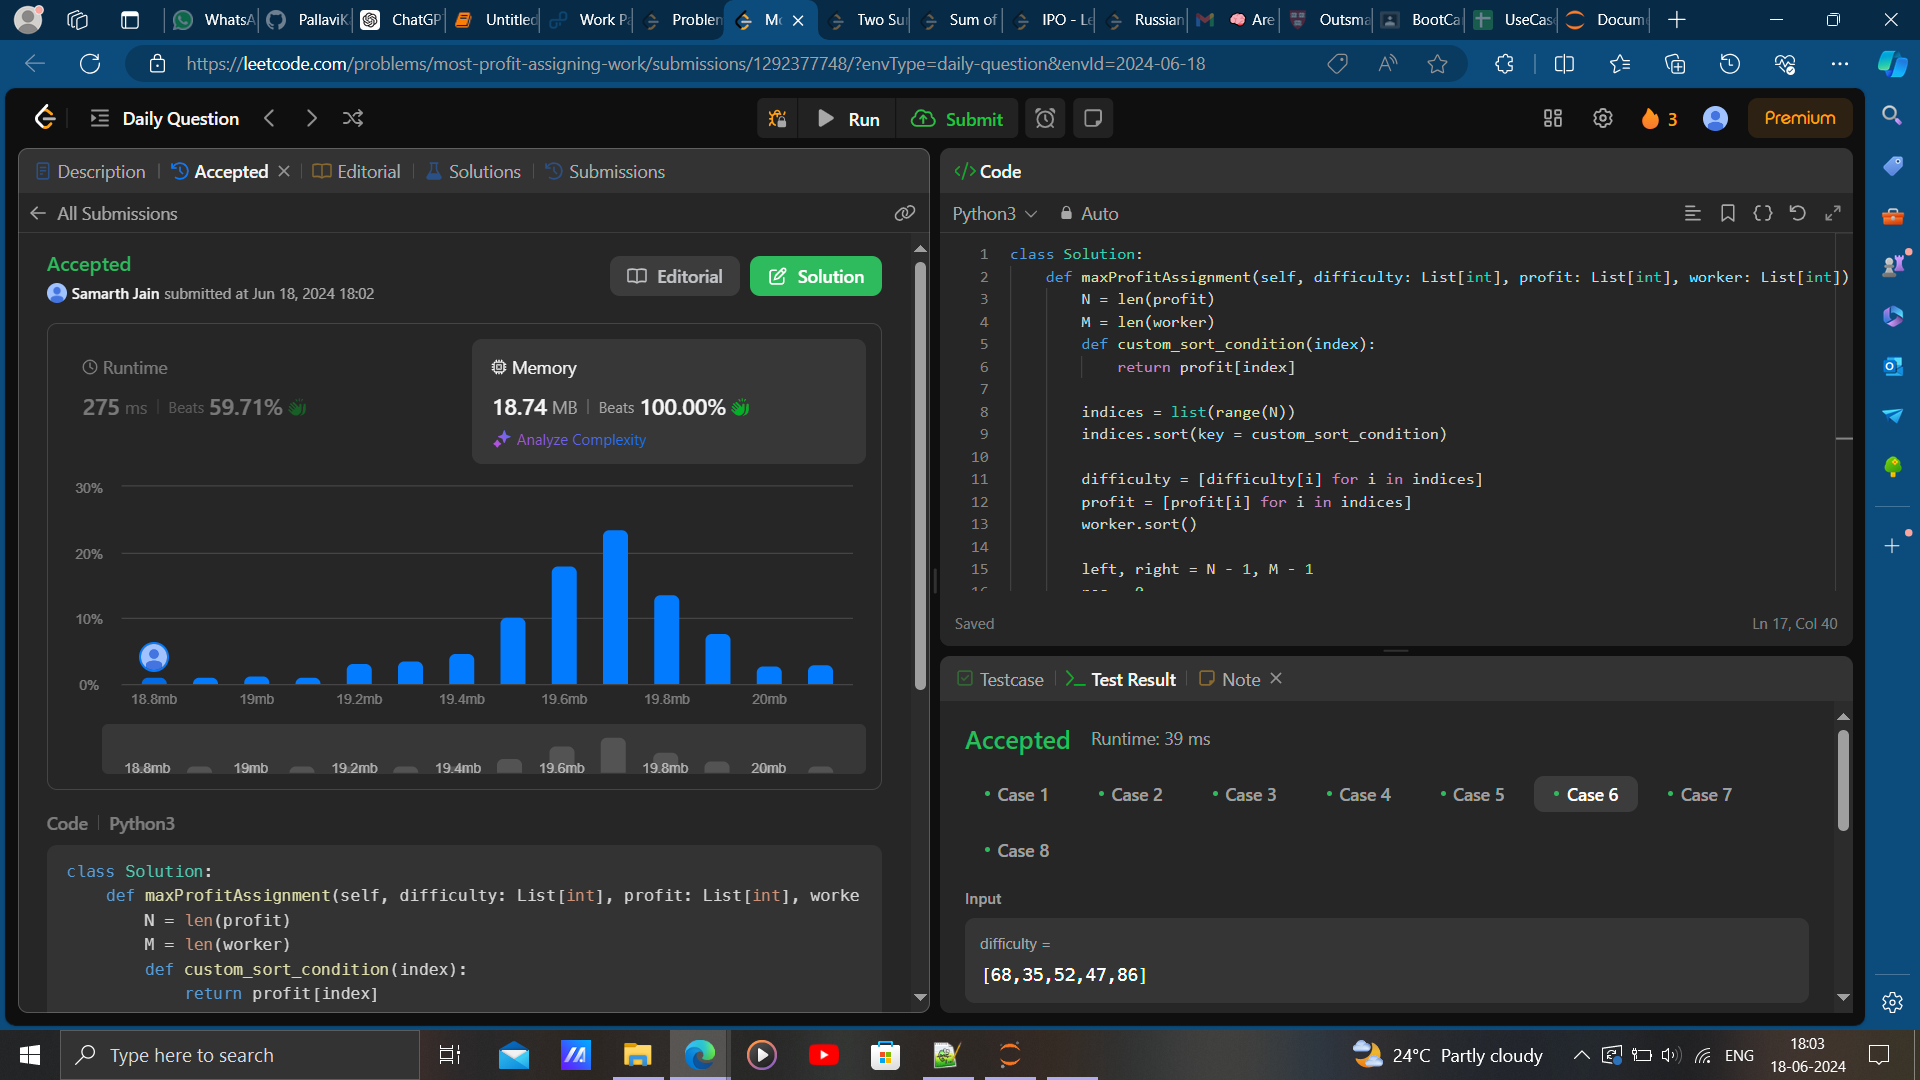 WhatsA
PallaviK
ChatGP
Untitled
Work Pa
Problem
Mo
Two Su
Sum of
IPO - Le
Russian
Are
Outsma
BootCa
UseCase
Docum
https://leetcode.com/problems/most-profit-assigning-work/submissions/1292377748/?envType=daily-question&envId=2024-06-18
Daily Question
Run
Submit
3
Premium
Description
Accepted
Editorial
Solutions
Submissions
All Submissions
Accepted
Samarth Jain submitted at Jun 18, 2024 18:02
Editorial
Solution
Runtime
275 ms
Beats 59.71%
Memory
18.74 MB
Beats 100.00%
Analyze Complexity
30%
20%
10%
0%
18.8mb 19mb 19.2mb 19.4mb 19.6mb 19.8mb 20mb
18.8mb 19mb 19.2mb 19.4mb 19.6mb 19.8mb 20mb
Code Python3
class Solution:
def maxProfitAssignment(self, difficulty: List[int], profit: List[int], worke
N = len(profit)
M = len(worker)
def custom_sort_condition(index):
return profit[index]
</> Code
Python3
Auto
1 class Solution:
2 def maxProfitAssignment(self, difficulty: List[int], profit: List[int], worker: List[int])
3 N = len(profit)
4 M = len(worker)
5 def custom_sort_condition(index):
6 return profit[index]
7
8 indices = list(range(N))
9 indices.sort(key = custom_sort_condition)
10
11 difficulty = [difficulty[i] for i in indices]
12 profit = [profit[i] for i in indices]
13 worker.sort()
14
15 left, right = N - 1, M - 1
Saved
Ln 17, Col 40
Testcase
Test Result
Note
Accepted
Runtime: 39 ms
Case 1
Case 2
Case 3
Case 4
Case 5
Case 6
Case 7
Case 8
Input
difficulty =
[68,35,52,47,86]
Type here to search
24°C Partly cloudy
ENG
18:03
18-06-2024